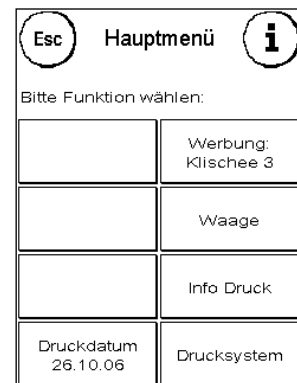 Esc Hauptmenü i
Bitte Funktion wählen:
Werbung:
Klischee 3
Waage
Info Druck
Druckdatum
26.10.06
Drucksystem